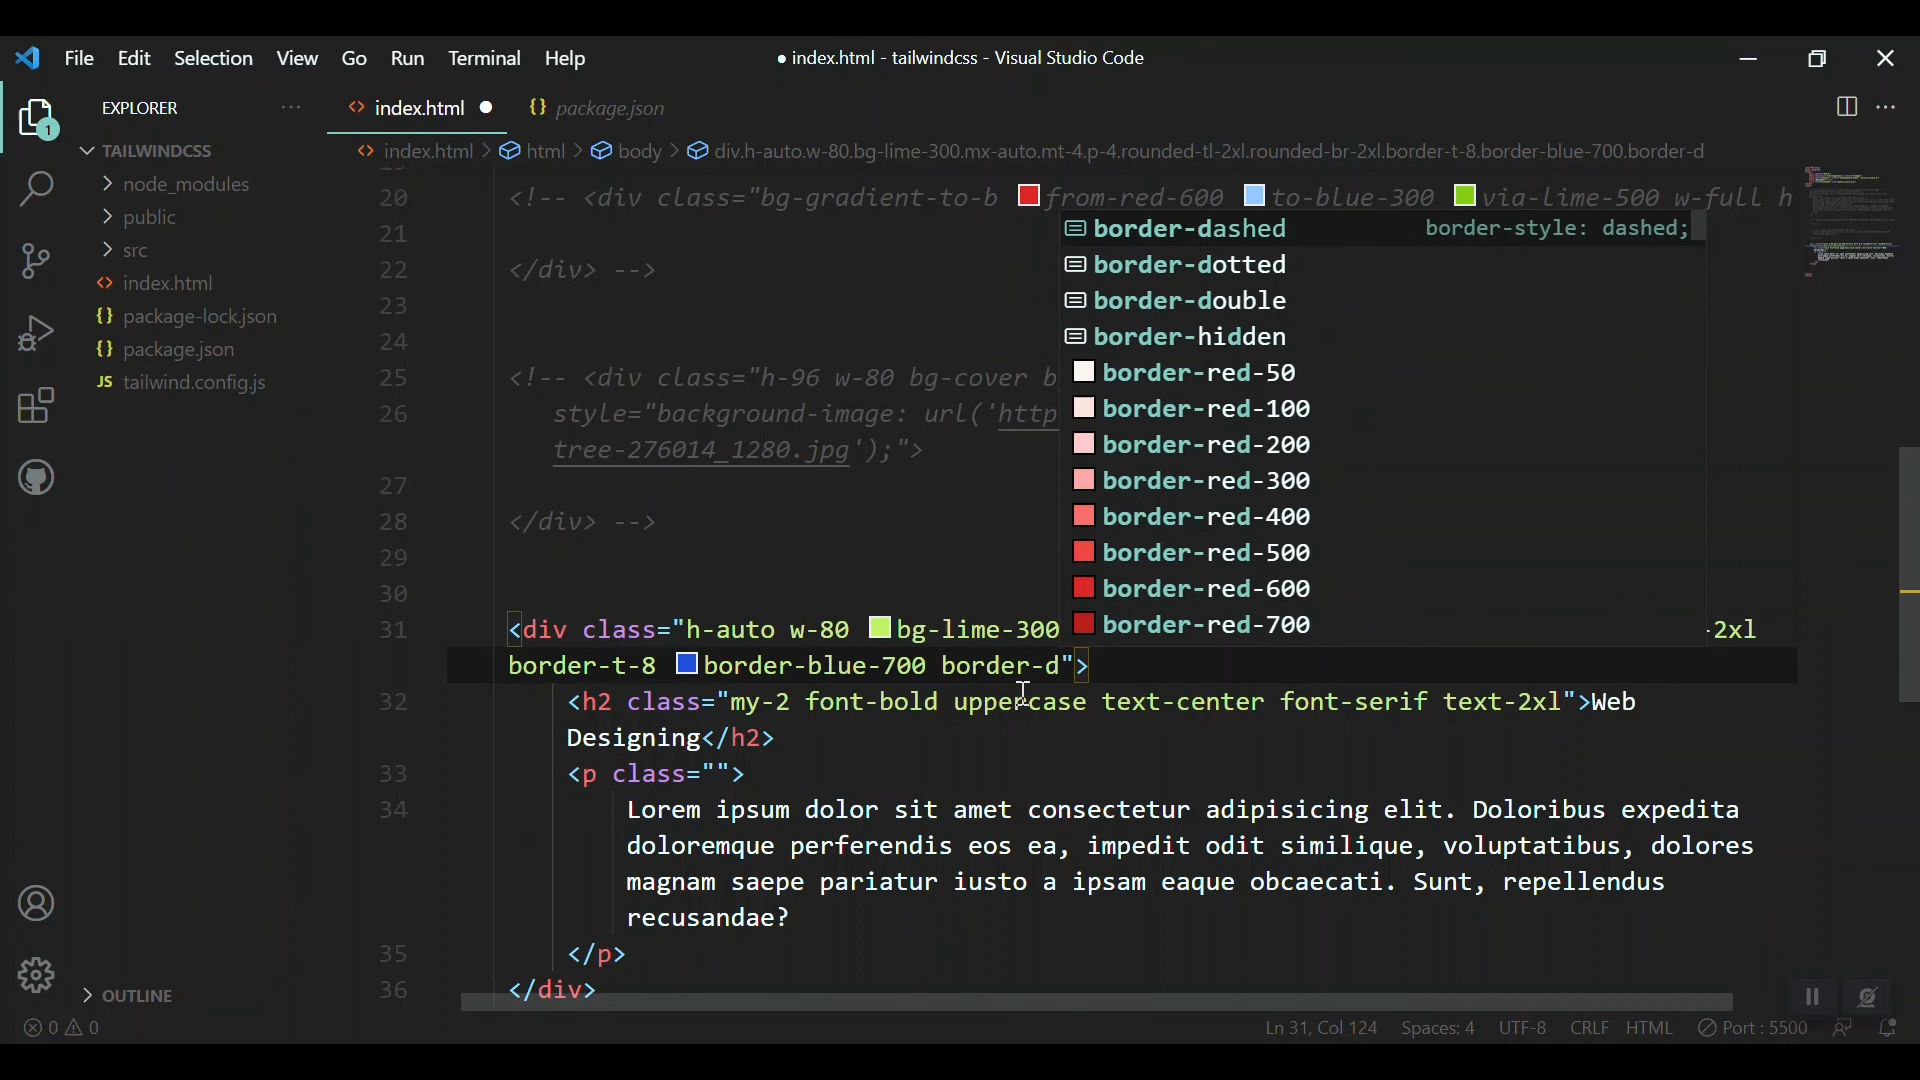 File Edit Selection View Go Run Terminal Help
● index.html - tailwindcss - Visual Studio Code
EXPLORER
index.html
package.json
TAILWINDCSS
node_modules
public
src
index.html
package-lock.json
package.json
JS tailwind.config.js
OUTLINE
index.html > html > body > div.h-auto.w-80.bg-lime-300.mx-auto.mt-4.p-4.rounded-tl-2xl.rounded-br-2xl.border-t-8.border-blue-700.border-d
20 <!-- <div class="bg-gradient-to-b from-red-600 to-blue-300 via-lime-500 w-full h
21
22 </div> -->
23
24
25 <!-- <div class="h-96 w-80 bg-cover b
26 style="background-image: url('http
tree-276014_1280.jpg');">
27
28 </div> -->
29
30
31 <div class="h-auto w-80 bg-lime-300 -2xl
border-t-8 border-blue-700 border-d">
32 <h2 class="my-2 font-bold uppercase text-center font-serif text-2xl">Web
Designing</h2>
33 <p class="">
34 Lorem ipsum dolor sit amet consectetur adipisicing elit. Doloribus expedita
doloremque perferendis eos ea, impedit odit similique, voluptatibus, dolores
magnam saepe pariatur iusto a ipsam eaque obcaecati. Sunt, repellendus
recusandae?
35 </p>
36 </div>
border-dashed border-style: dashed;
border-dotted
border-double
border-hidden
border-red-50
border-red-100
border-red-200
border-red-300
border-red-400
border-red-500
border-red-600
border-red-700
1
0 0
Ln 31, Col 124 Spaces: 4 UTF-8 CRLF HTML Port : 5500